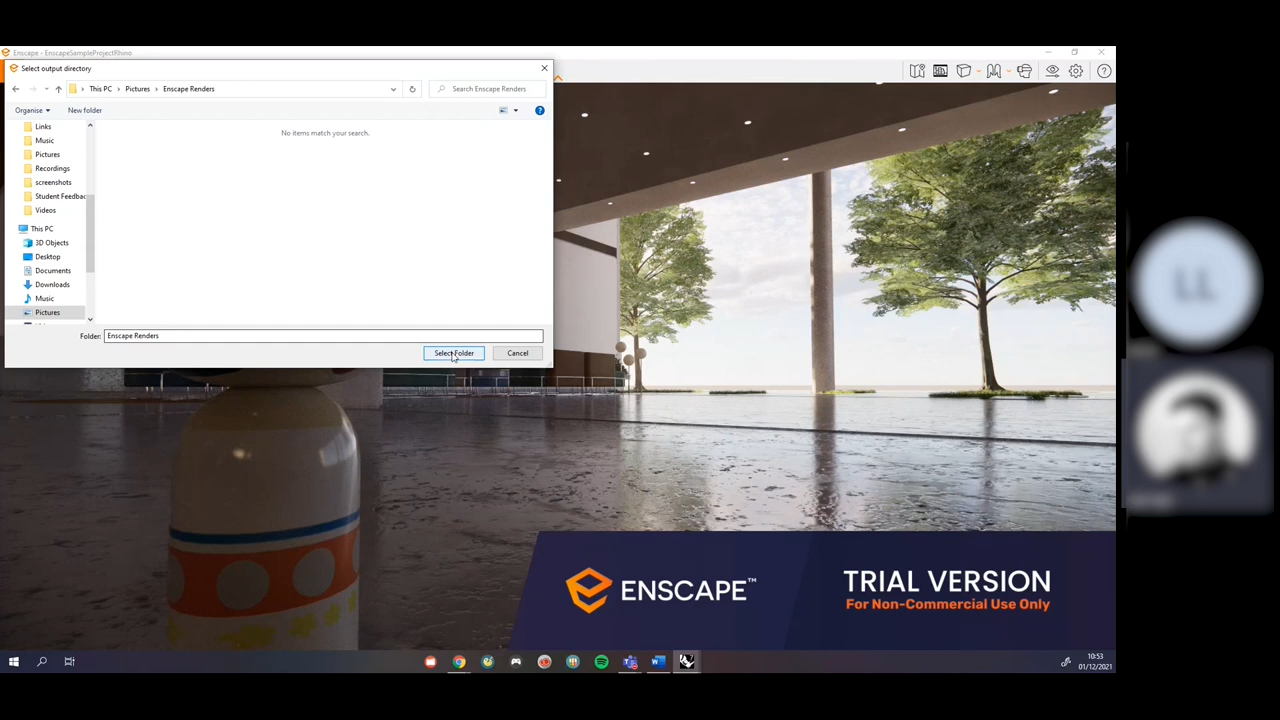 Enscape - EnscapeSampleProjectRhino
Select output directory
This PC
Pictures
Enscape Renders
Search Enscape Renders
Organise
New folder
No items match your search.
Links
Music
Pictures
Recordings
screenshots
Student Feedbac
Videos
This PC
3D Objects
Desktop
Documents
Downloads
Music
Pictures
Folder: Enscape Renders
Select Folder
Cancel
LL
ENSCAPE™
TRIAL VERSION
For Non-Commercial Use Only
10:53
01/12/2021